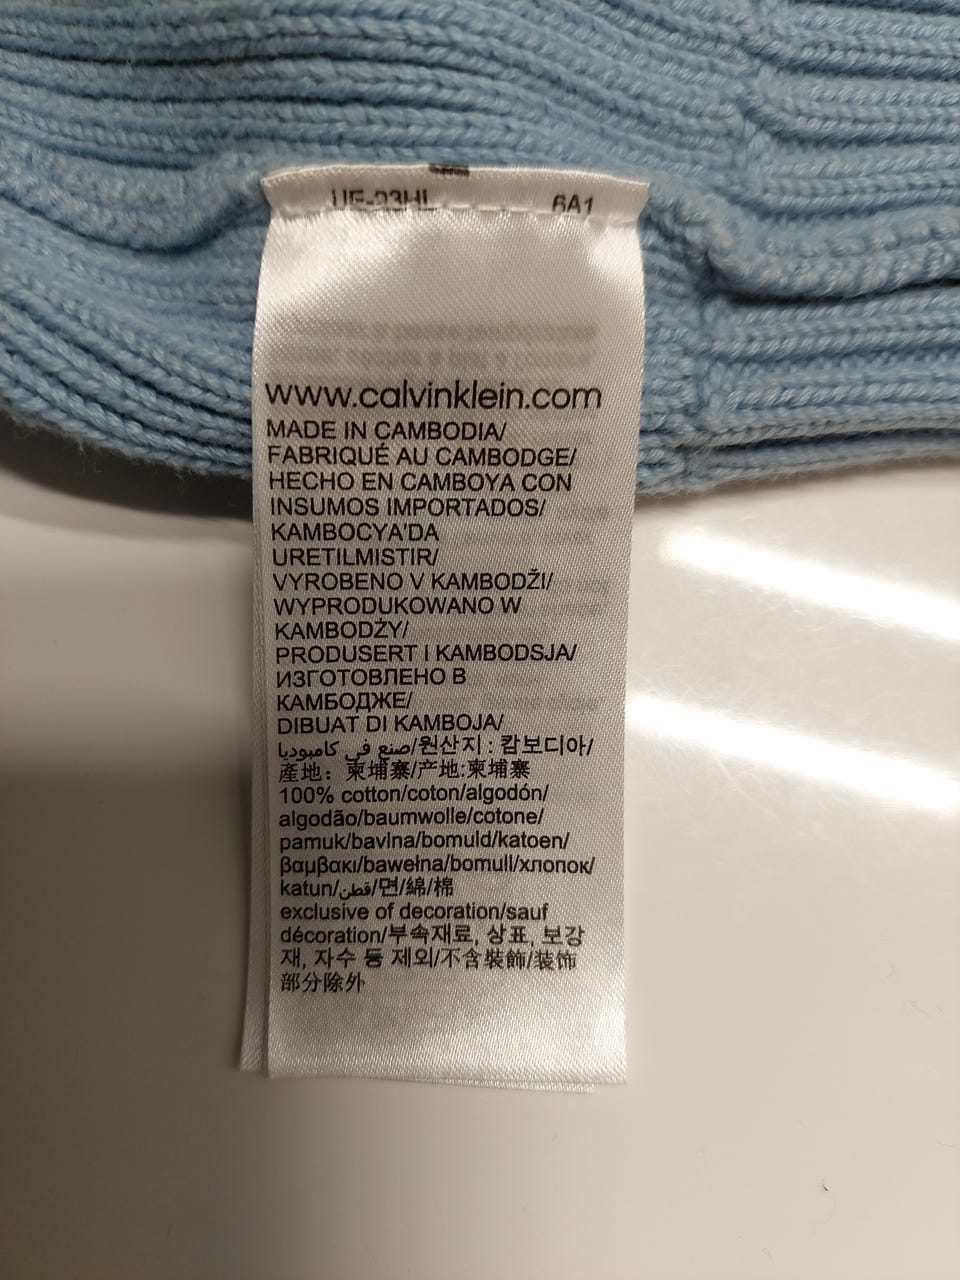 6A1
www.calvinklein.com
MADE IN CAMBODIA/
FABRIQUÉ AU CAMBODGE/
HECHO EN CAMBOYA CON
INSUMOS IMPORTADOS/
KAMBOCYA'DA
URETILMISTIR/
VYROBENO V KAMBODŽI/
WYPRODUKOWANO W
KAMBODŻY/
PRODUSERT I KAMBODSJA/
ИЗГОТОВЛЕНО В
КАМБОДЖЕ/
DIBUAT DI KAMBOJA/
صنع في كامبوديا/원산지 : 캄보디아/
產地：柬埔寨/产地:柬埔寨
100% cotton/coton/algodón/
algodão/baumwolle/cotone/
pamuk/bavlna/bomuld/katoen/
βαμβακι/bawełna/bomull/хлопок/
katun/قطن/면/綿/棉
exclusive of decoration/sauf
décoration/부속재료, 상표, 보강
재, 자수 등 제외/不含裝飾/装饰
部分除外